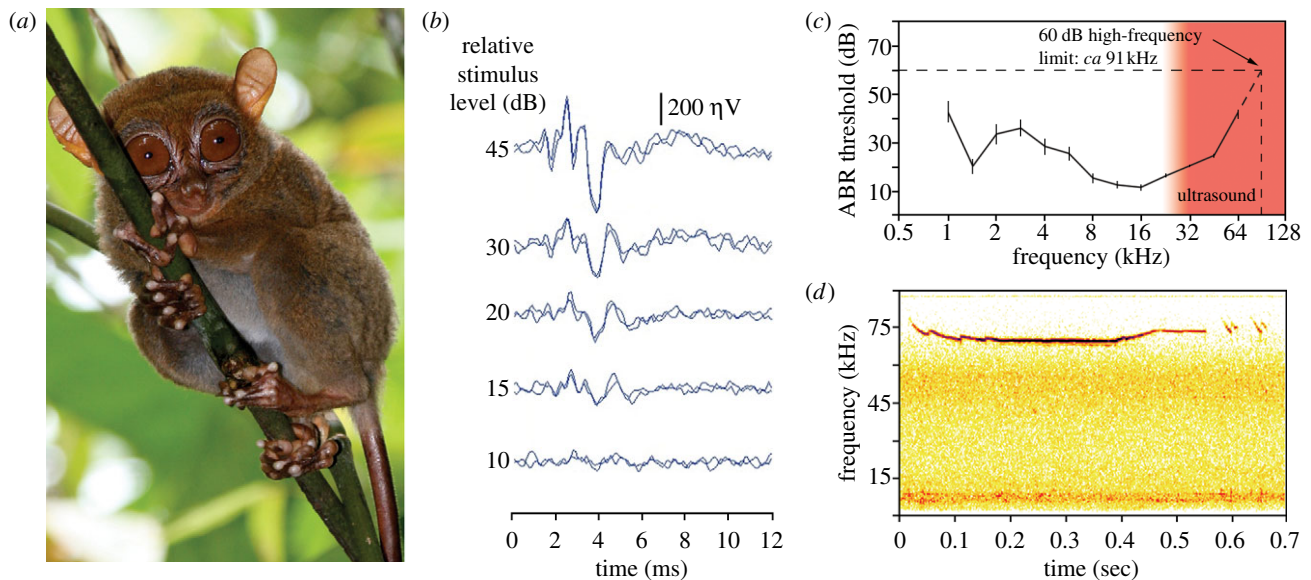 (a)
(b)
relative
stimulus
level (dB)
200 ηV
45
30
20
15
10
0 2 4 6 8 10 12
time (ms)
(c)
60 dB high-frequency
limit: ca 91 kHz
ultrasound
70
50
30
10
ABR threshold (dB)
0.5 1 2 4 8 16 32 64 128
frequency (kHz)
(d)
75
45
15
frequency (kHz)
0 0.1 0.2 0.3 0.4 0.5 0.6 0.7
time (sec)